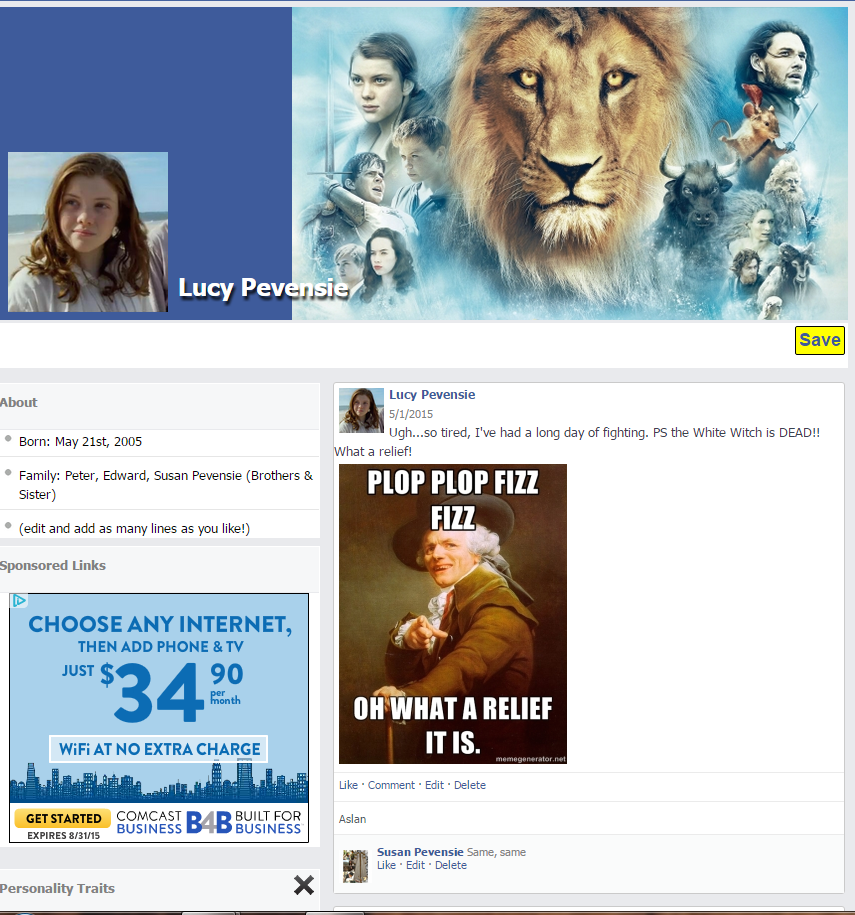 Lucy Pevensie
Save
About
Born: May 21st, 2005
Family: Peter, Edward, Susan Pevensie (Brothers &
Sister)
(edit and add as many lines as you like!)
Sponsored Links
CHOOSE ANY INTERNET,
THEN ADD PHONE & TV
JUST $34 90
per
month
WiFi AT NO EXTRA CHARGE
GET STARTED
EXPIRES 8/31/15
COMCAST
BUSINESS
B4B
BUILT FOR
BUSINESS
Personality Traits
Lucy Pevensie
5/1/2015
Ugh...so tired, I've had a long day of fighting. PS the White Witch is DEAD!!
What a relief!
PLOP PLOP FIZZ
FIZZ
OH WHAT A RELIEF
IT IS.
memegenerator.net
Like · Comment · Edit · Delete
Aslan
Susan Pevensie Same, same
Like · Edit · Delete